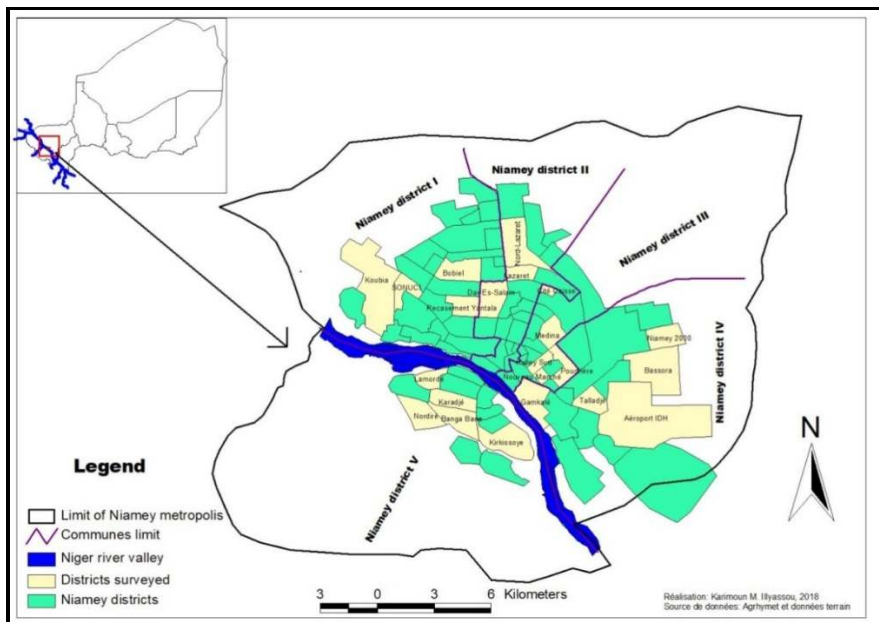 Niamey district I
Niamey district II
Niamey district III
Nord-Lazaret
Koubia
SONUCI
Bobiel
Lazaret
Dar-Es-Salam
Recasement Yantala
Medina
Niamey 2000
Bassora
Niamey district IV
Nouveau Marché
Poudrière
Lamordé
Gamkalé
Talladjé
Karadjé
Nordiré
Banga Bana
Aéroport IDH
Kirkissoye
Niamey district V
N
Legend
Limit of Niamey metropolis
Communes limit
Niger river valley
Districts surveyed
Niamey districts
3 0 3 6 Kilometers
Réalisation: Karimoun M. Illyassou, 2018
Source de données: Agrhymet et données terrain